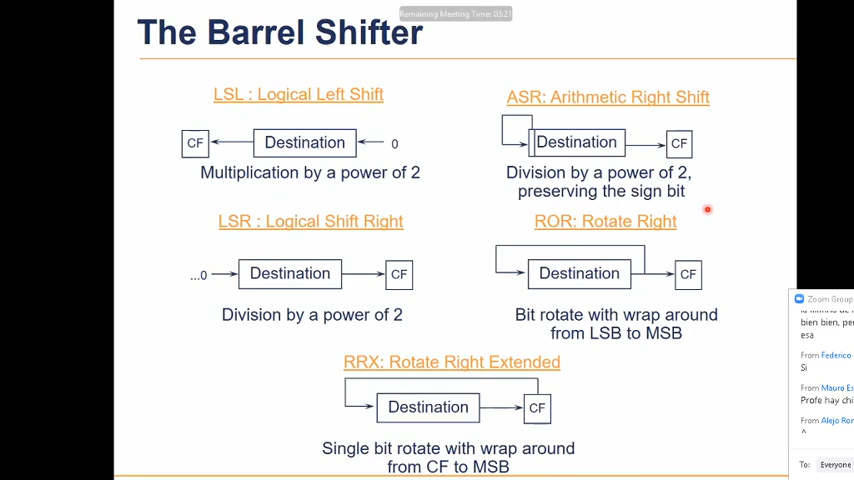 Remaining Meeting Time: 03:21
The Barrel Shifter
LSL : Logical Left Shift
CF
Destination
0
Multiplication by a power of 2
ASR: Arithmetic Right Shift
Destination
CF
Division by a power of 2,
preserving the sign bit
LSR : Logical Shift Right
...0
Destination
CF
Division by a power of 2
ROR: Rotate Right
Destination
CF
Bit rotate with wrap around
from LSB to MSB
RRX: Rotate Right Extended
Destination
CF
Single bit rotate with wrap around
from CF to MSB
Zoom Group
bien bien, pe
esa
From Federico
Si
From Mauro Es
Profe hay chi
From Alejo Ror
^
To: Everyone